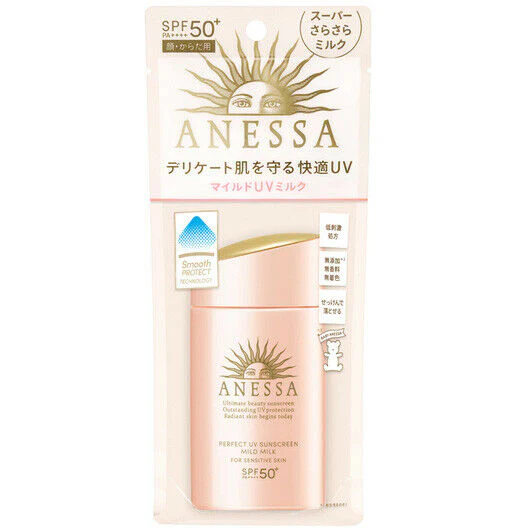 SPF50+
PA++++
顔・からだ用
スーパー
さらさら
ミルク
ANESSA
デリケート肌を守る快適UV
マイルドUVミルク
低刺激
処方
Smooth
PROTECT
TECHNOLOGY
無添加
無香料
無着色
せっけんで
落とせる
ANESSA
Ultimate beauty sunscreen
Outstanding UV protection
Radiant skin begins today
PERFECT UV SUNSCREEN
MILD MILK
FOR SENSITIVE SKIN
SPF50+
PA++++